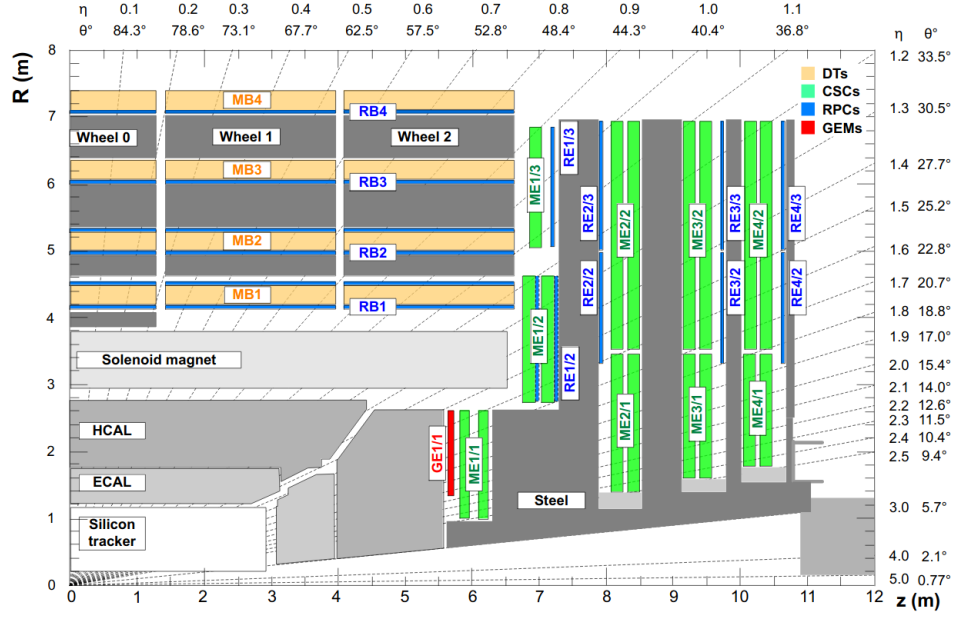 η 0.1 0.2 0.3 0.4 0.5 0.6 0.7 0.8 0.9 1.0 1.1 η θ°
θ° 84.3° 78.6° 73.1° 67.7° 62.5° 57.5° 52.8° 48.4° 44.3° 40.4° 36.8°
R (m)
8
7
6
5
4
3
2
1
0
1.2 33.5°
1.3 30.5°
1.4 27.7°
1.5 25.2°
1.6 22.8°
1.7 20.7°
1.8 18.8°
1.9 17.0°
2.0 15.4°
2.1 14.0°
2.2 12.6°
2.3 11.5°
2.4 10.4°
2.5 9.4°
3.0 5.7°
4.0 2.1°
5.0 0.77°
DTs
CSCs
RPCs
GEMs
MB4
RB4
Wheel 0 Wheel 1 Wheel 2
MB3
RB3
MB2
RB2
MB1
RB1
Solenoid magnet
HCAL
ECAL
Silicon
tracker
Steel
GE1/1
ME1/1
ME1/2
ME1/3
RE1/3
RE1/2
RE2/3
RE2/2
ME2/2
ME2/1
ME3/2
ME3/1
RE3/3
RE3/2
ME4/2
ME4/1
RE4/3
RE4/2
0 1 2 3 4 5 6 7 8 9 10 11 12
z (m)